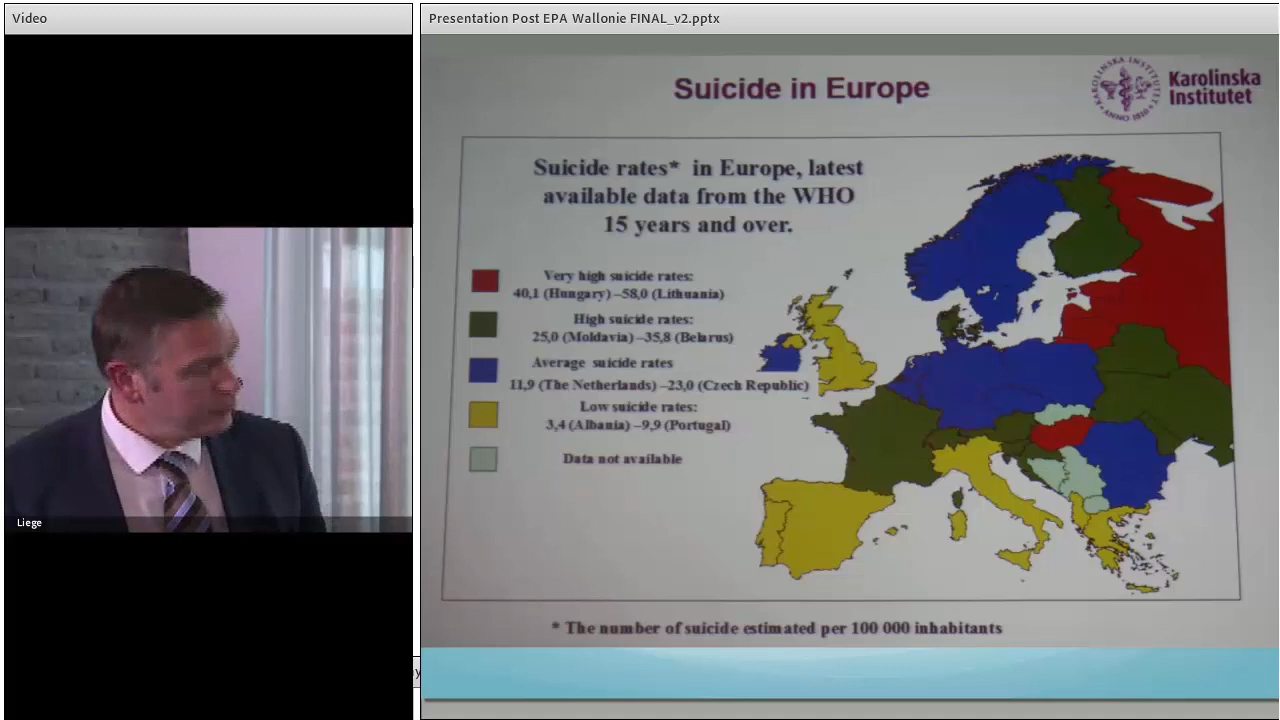 Video
Presentation Post EPA Wallonie FINAL_v2.pptx
Suicide in Europe
KAROLINSKA INSTITUTET
ANNO 1810
Karolinska
Institutet
Suicide rates* in Europe, latest
available data from the WHO
15 years and over.
Very high suicide rates:
40,1 (Hungary) –58,0 (Lithuania)
High suicide rates:
25,0 (Moldavia) –35,8 (Belarus)
Average suicide rates
11,9 (The Netherlands) –23,0 (Czech Republic)
Low suicide rates:
3,4 (Albania) –9,9 (Portugal)
Data not available
* The number of suicide estimated per 100 000 inhabitants
Liege